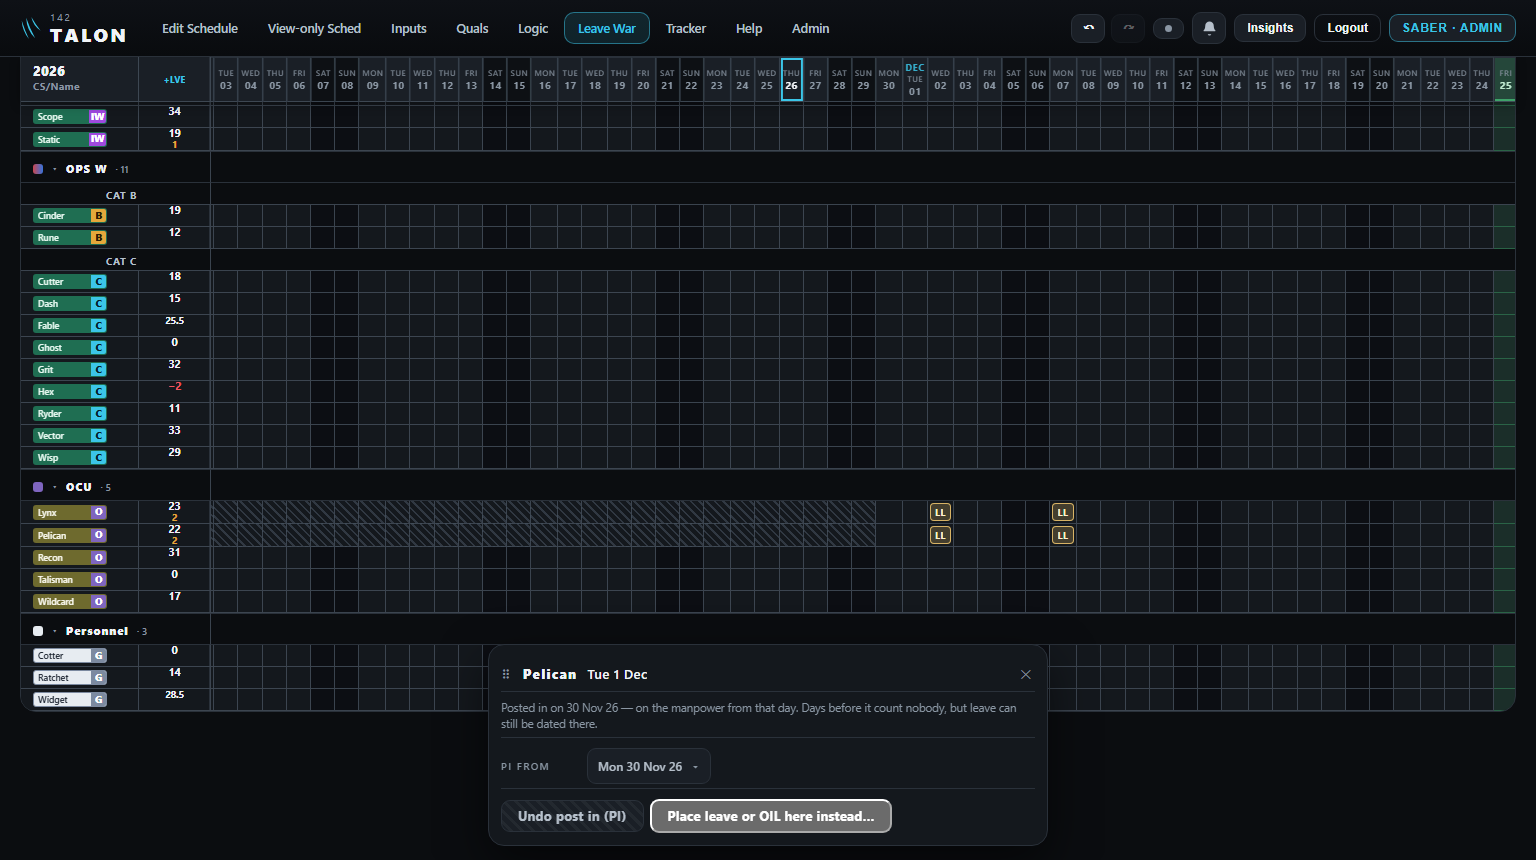 142
TALON
Edit Schedule
View-only Sched
Inputs
Quals
Logic
Leave War
Tracker
Help
Admin
Insights
Logout
SABER · ADMIN
2026
CS/Name
+LVE
TUE 03
WED 04
THU 05
FRI 06
SAT 07
SUN 08
MON 09
TUE 10
WED 11
THU 12
FRI 13
SAT 14
SUN 15
MON 16
TUE 17
WED 18
THU 19
FRI 20
SAT 21
SUN 22
MON 23
TUE 24
WED 25
THU 26
FRI 27
SAT 28
SUN 29
MON 30
DEC TUE 01
WED 02
THU 03
FRI 04
SAT 05
SUN 06
MON 07
TUE 08
WED 09
THU 10
FRI 11
SAT 12
SUN 13
MON 14
TUE 15
WED 16
THU 17
FRI 18
SAT 19
SUN 20
MON 21
TUE 22
WED 23
THU 24
FRI 25
Scope IW 34
Static IW 19
1
· OPS W · 11
CAT B
Cinder B 19
Rune B 12
CAT C
Cutter C 18
Dash C 15
Fable C 25.5
Ghost C 0
Grit C 32
Hex C −2
Ryder C 11
Vector C 33
Wisp C 29
· OCU · 5
Lynx O 23 LL LL
2
Pelican O 22 LL LL
2
Recon O 31
Talisman O 0
Wildcard O 17
· Personnel · 3
Cotter G 0
Ratchet G 14
Widget G 28.5
Pelican Tue 1 Dec
Posted in on 30 Nov 26 — on the manpower from that day. Days before it count nobody, but leave can
still be dated there.
PI FROM
Mon 30 Nov 26
Undo post in (PI)
Place leave or OIL here instead...